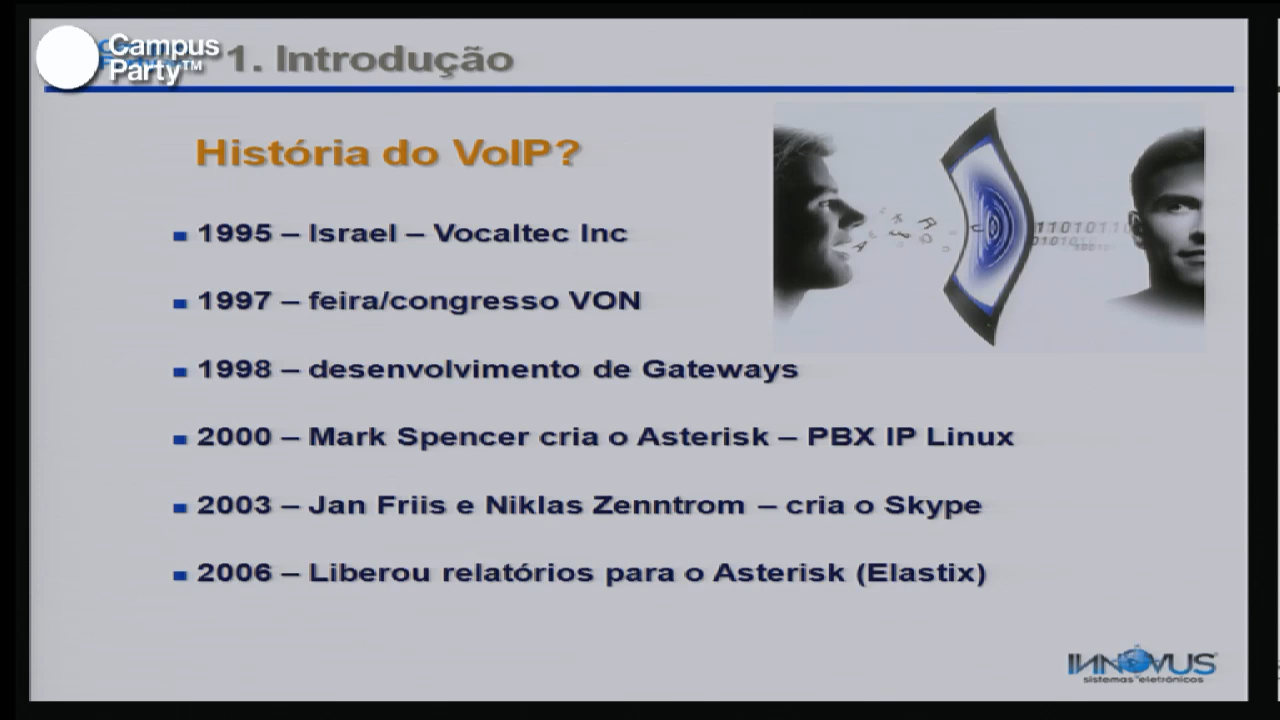 Campus
Party™
1. Introdução
História do VoIP?
1995 – Israel – Vocaltec Inc
1997 – feira/congresso VON
1998 – desenvolvimento de Gateways
2000 – Mark Spencer cria o Asterisk – PBX IP Linux
2003 – Jan Friis e Niklas Zenntrom – cria o Skype
2006 – Liberou relatórios para o Asterisk (Elastix)
INNOVUS
sistemas eletrônicos